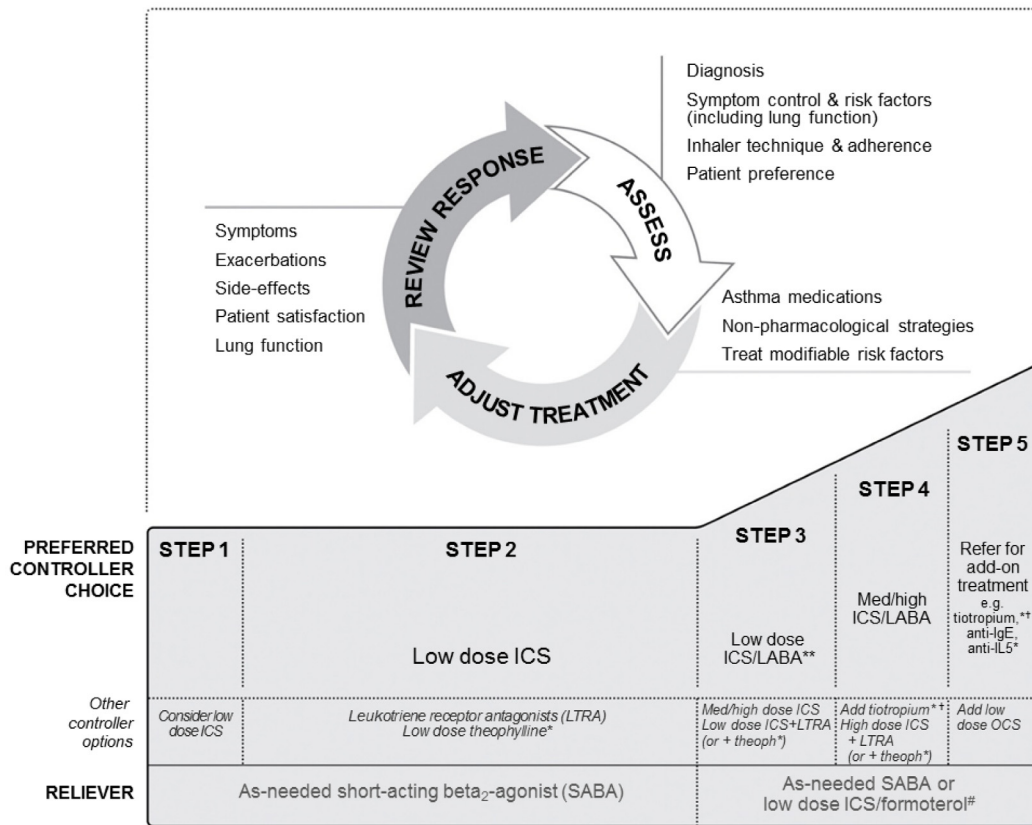 Diagnosis
Symptom control & risk factors
(including lung function)
Inhaler technique & adherence
Patient preference
REVIEW RESPONSE
ASSESS
ADJUST TREATMENT
Symptoms
Exacerbations
Side-effects
Patient satisfaction
Lung function
Asthma medications
Non-pharmacological strategies
Treat modifiable risk factors
PREFERRED
CONTROLLER
CHOICE
STEP 1
STEP 2
STEP 3
STEP 4
STEP 5
Low dose ICS
Low dose
ICS/LABA**
Med/high
ICS/LABA
Refer for
add-on
treatment
e.g.
tiotropium,*†
anti-IgE,
anti-IL5*
Other
controller
options
Consider low
dose ICS
Leukotriene receptor antagonists (LTRA)
Low dose theophylline*
Med/high dose ICS
Low dose ICS+LTRA
(or + theoph*)
Add tiotropium*†
High dose ICS
+ LTRA
(or + theoph*)
Add low
dose OCS
RELIEVER
As-needed short-acting beta₂-agonist (SABA)
As-needed SABA or
low dose ICS/formoterol#